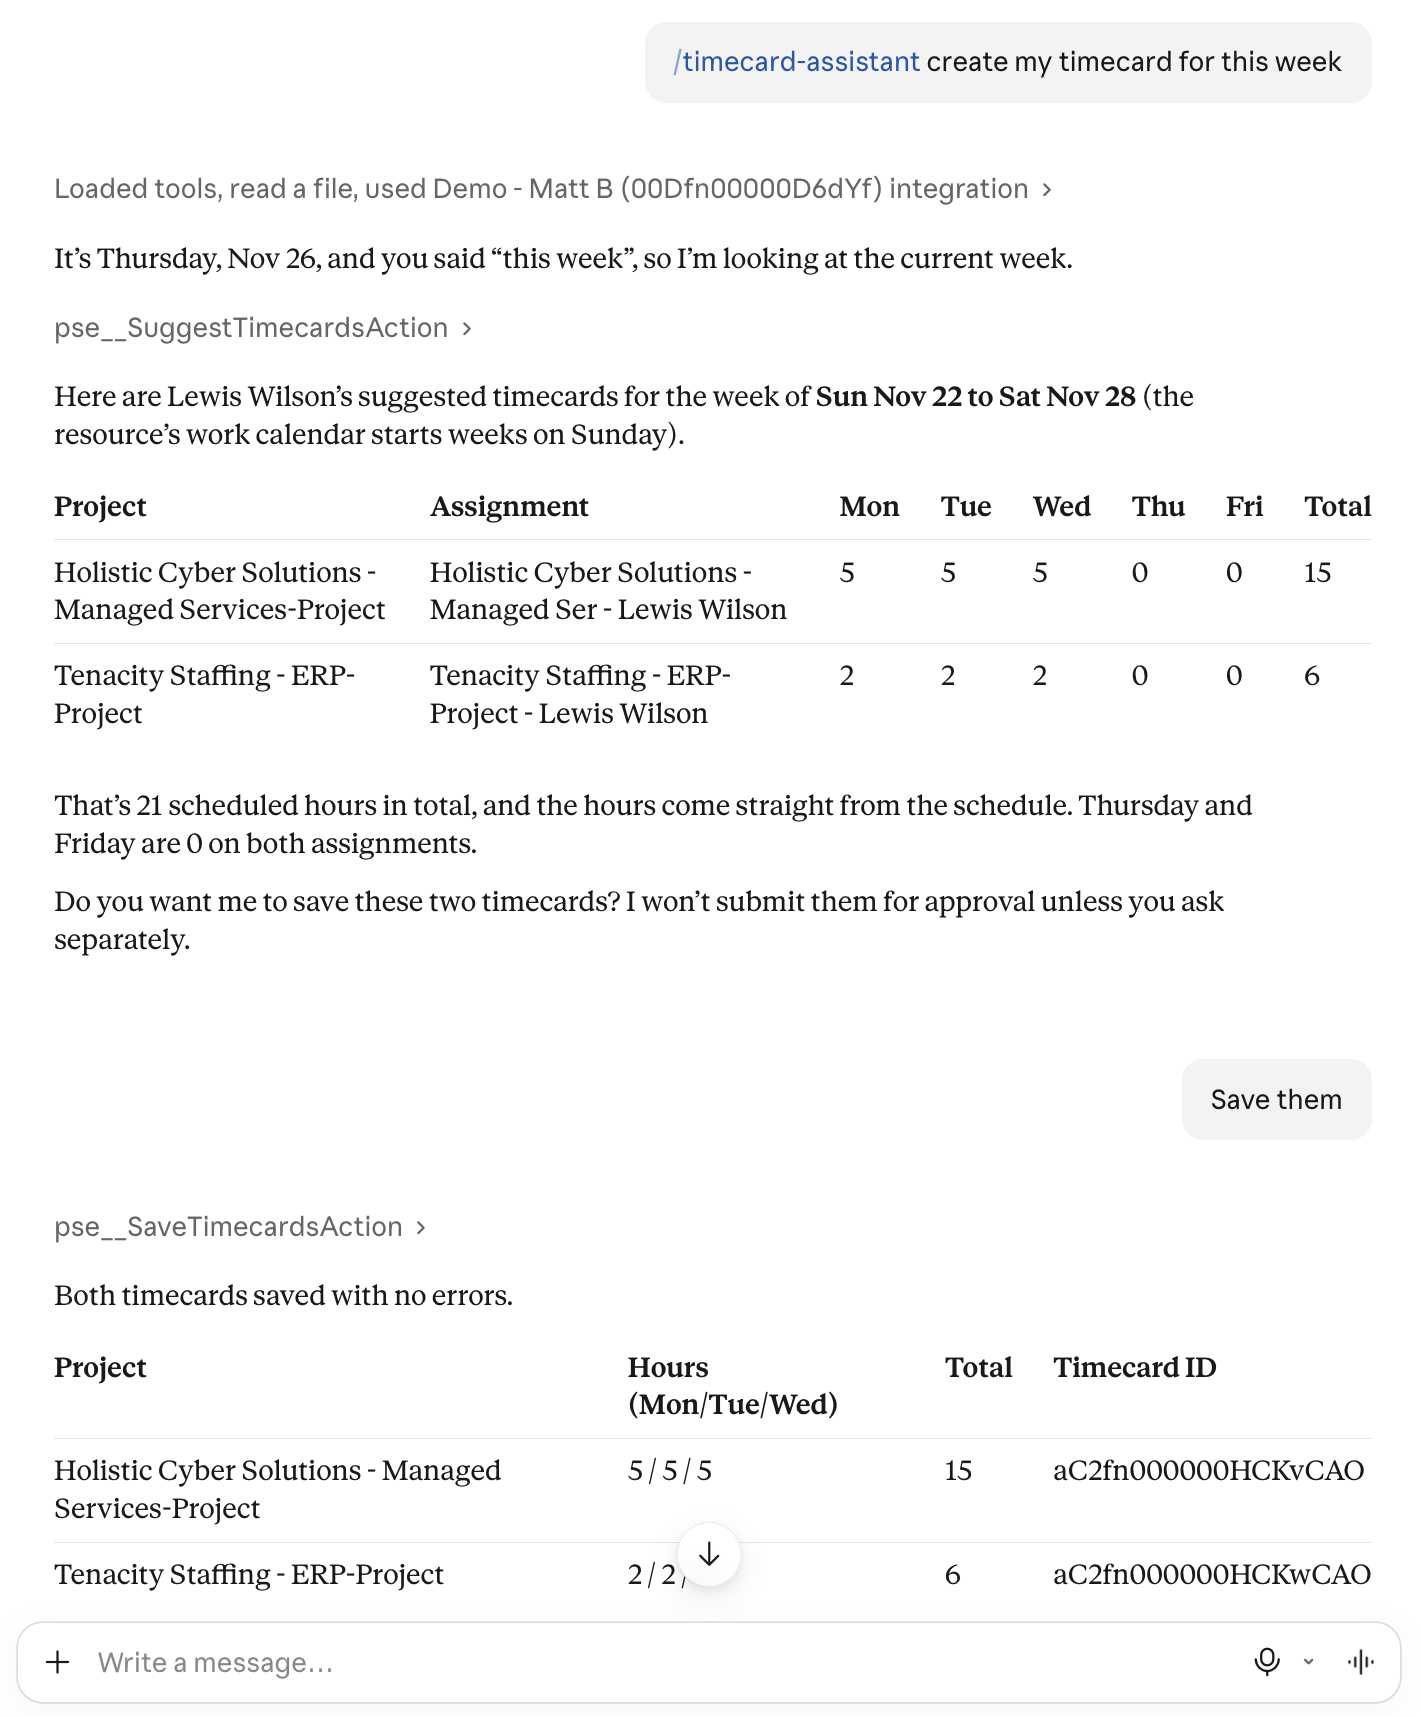 /timecard-assistant create my timecard for this week
Loaded tools, read a file, used Demo - Matt B (00Dfn00000D6dYf) integration
It’s Thursday, Nov 26, and you said “this week”, so I’m looking at the current week.
pse__SuggestTimecardsAction
Here are Lewis Wilson’s suggested timecards for the week of Sun Nov 22 to Sat Nov 28 (the
resource’s work calendar starts weeks on Sunday).
Project Assignment Mon Tue Wed Thu Fri Total
Holistic Cyber Solutions - Holistic Cyber Solutions - 5 5 5 0 0 15
Managed Services-Project Managed Ser - Lewis Wilson
Tenacity Staffing - ERP- Tenacity Staffing - ERP- 2 2 2 0 0 6
Project Project - Lewis Wilson
That’s 21 scheduled hours in total, and the hours come straight from the schedule. Thursday and
Friday are 0 on both assignments.
Do you want me to save these two timecards? I won’t submit them for approval unless you ask
separately.
Save them
pse__SaveTimecardsAction
Both timecards saved with no errors.
Project Hours Total Timecard ID
(Mon/Tue/Wed)
Holistic Cyber Solutions - Managed 5 / 5 / 5 15 aC2fn000000HCKvCAO
Services-Project
Tenacity Staffing - ERP-Project 2 / 2 / 6 aC2fn000000HCKwCAO
Write a message…